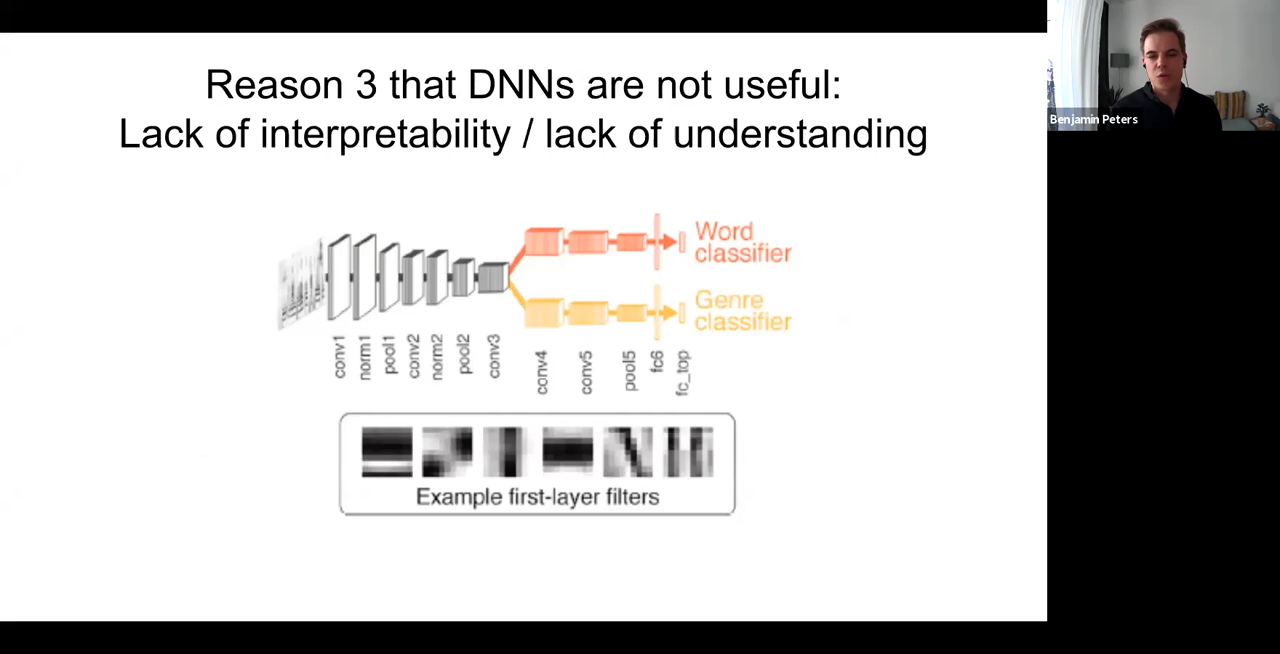 Reason 3 that DNNs are not useful:
Lack of interpretability / lack of understanding
Benjamin Peters
Word
classifier
Genre
classifier
conv1
norm1
pool1
conv2
norm2
pool2
conv3
conv4
conv5
pool5
fc6
fc_top
Example first-layer filters